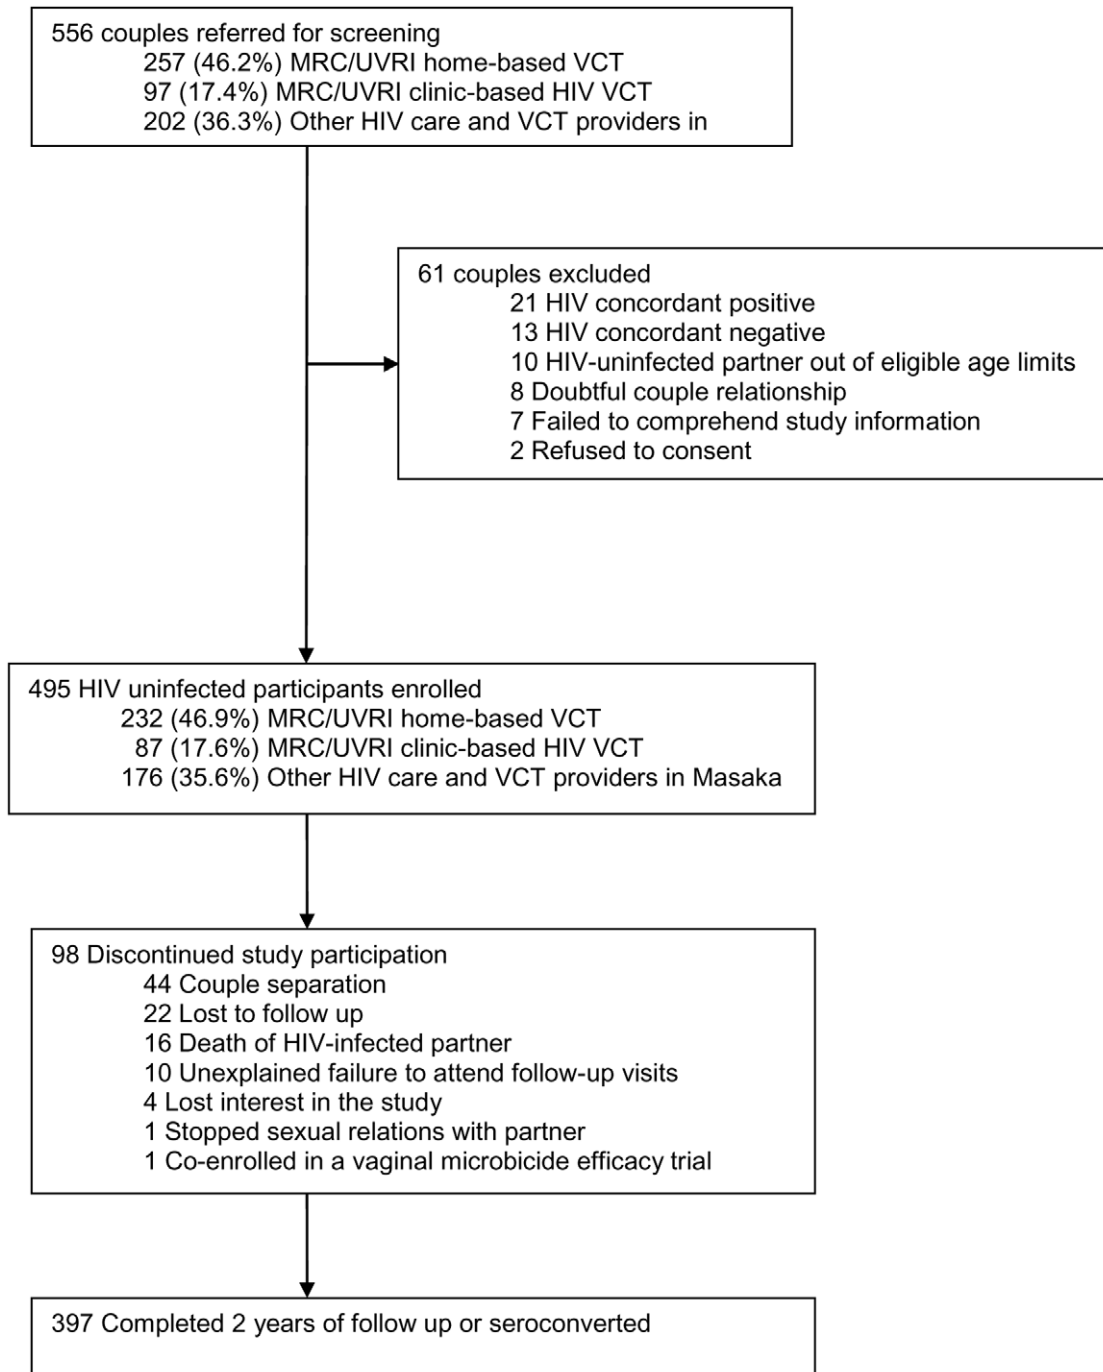 556 couples referred for screening
257 (46.2%) MRC/UVRI home-based VCT
97 (17.4%) MRC/UVRI clinic-based HIV VCT
202 (36.3%) Other HIV care and VCT providers in
61 couples excluded
21 HIV concordant positive
13 HIV concordant negative
10 HIV-uninfected partner out of eligible age limits
8 Doubtful couple relationship
7 Failed to comprehend study information
2 Refused to consent
495 HIV uninfected participants enrolled
232 (46.9%) MRC/UVRI home-based VCT
87 (17.6%) MRC/UVRI clinic-based HIV VCT
176 (35.6%) Other HIV care and VCT providers in Masaka
98 Discontinued study participation
44 Couple separation
22 Lost to follow up
16 Death of HIV-infected partner
10 Unexplained failure to attend follow-up visits
4 Lost interest in the study
1 Stopped sexual relations with partner
1 Co-enrolled in a vaginal microbicide efficacy trial
397 Completed 2 years of follow up or seroconverted